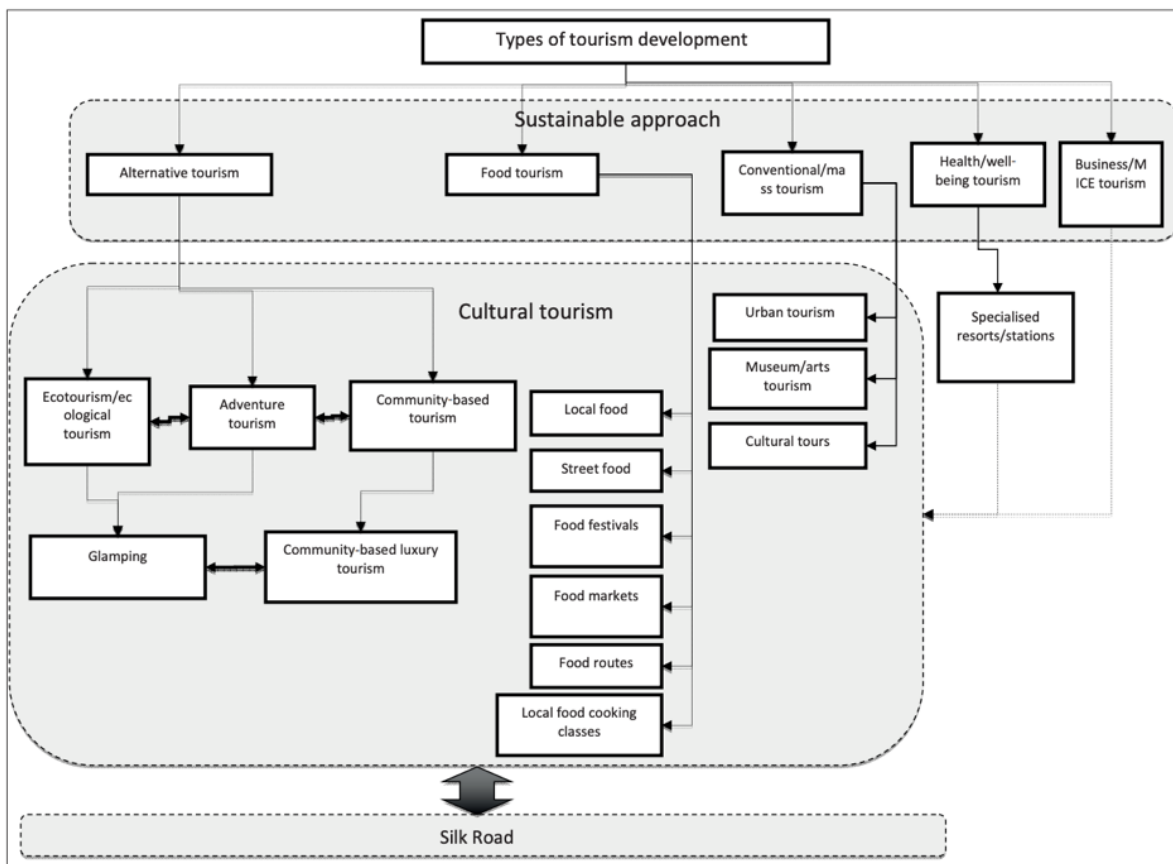 Types of tourism development
Sustainable approach
Alternative tourism
Food tourism
Conventional/ma
ss tourism
Health/well-
being tourism
Business/M
ICE tourism
Cultural tourism
Urban tourism
Museum/arts
tourism
Cultural tours
Specialised
resorts/stations
Ecotourism/ec
ological
tourism
Adventure
tourism
Community-based
tourism
Glamping
Community-based luxury
tourism
Local food
Street food
Food festivals
Food markets
Food routes
Local food cooking
classes
Silk Road